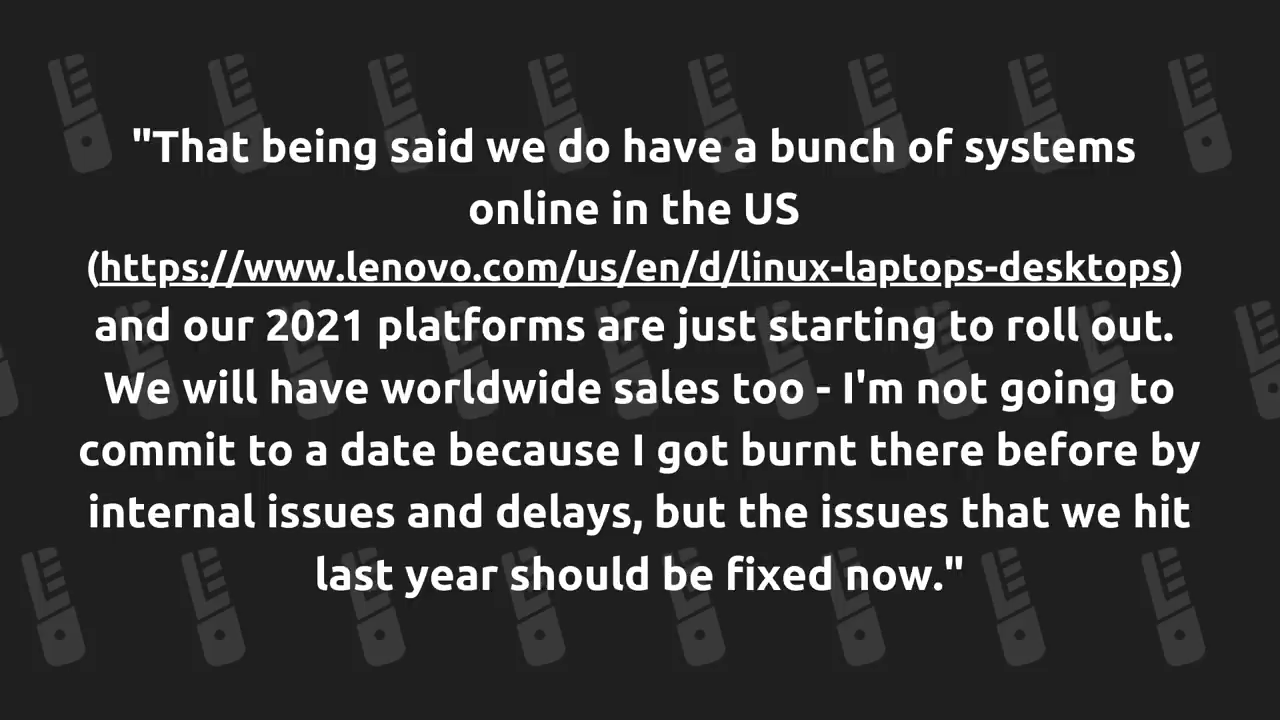 "That being said we do have a bunch of systems
online in the US
(https://www.lenovo.com/us/en/d/linux-laptops-desktops)
and our 2021 platforms are just starting to roll out.
We will have worldwide sales too - I'm not going to
commit to a date because I got burnt there before by
internal issues and delays, but the issues that we hit
last year should be fixed now."